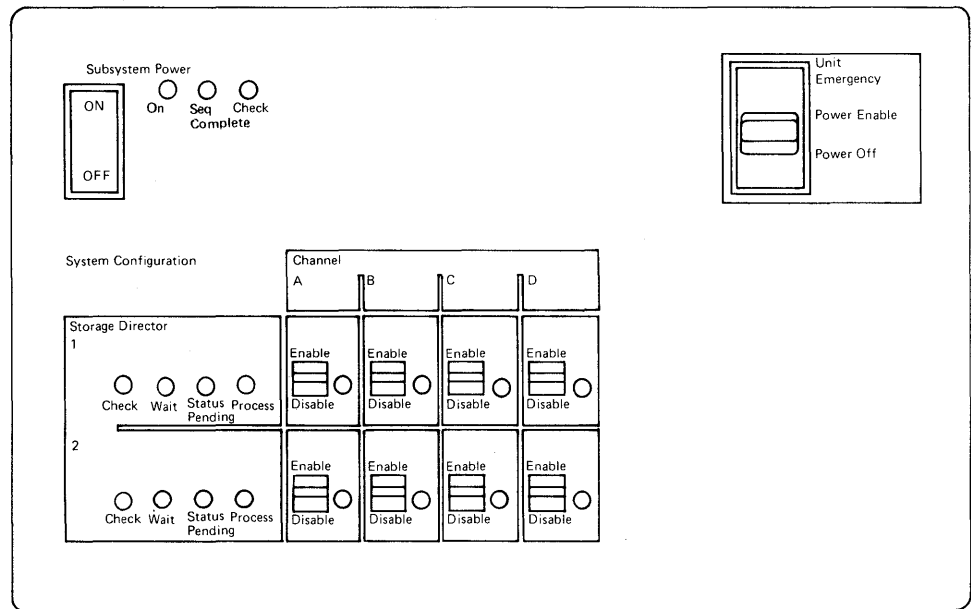 Subsystem Power
ON
OFF
On
Seq
Complete
Check
Unit
Emergency
Power Enable
Power Off
System Configuration
Channel
A
B
C
D
Storage Director
1
Check
Wait
Status
Pending
Process
Enable
Disable
Enable
Disable
Enable
Disable
Enable
Disable
2
Check
Wait
Status
Pending
Process
Enable
Disable
Enable
Disable
Enable
Disable
Enable
Disable